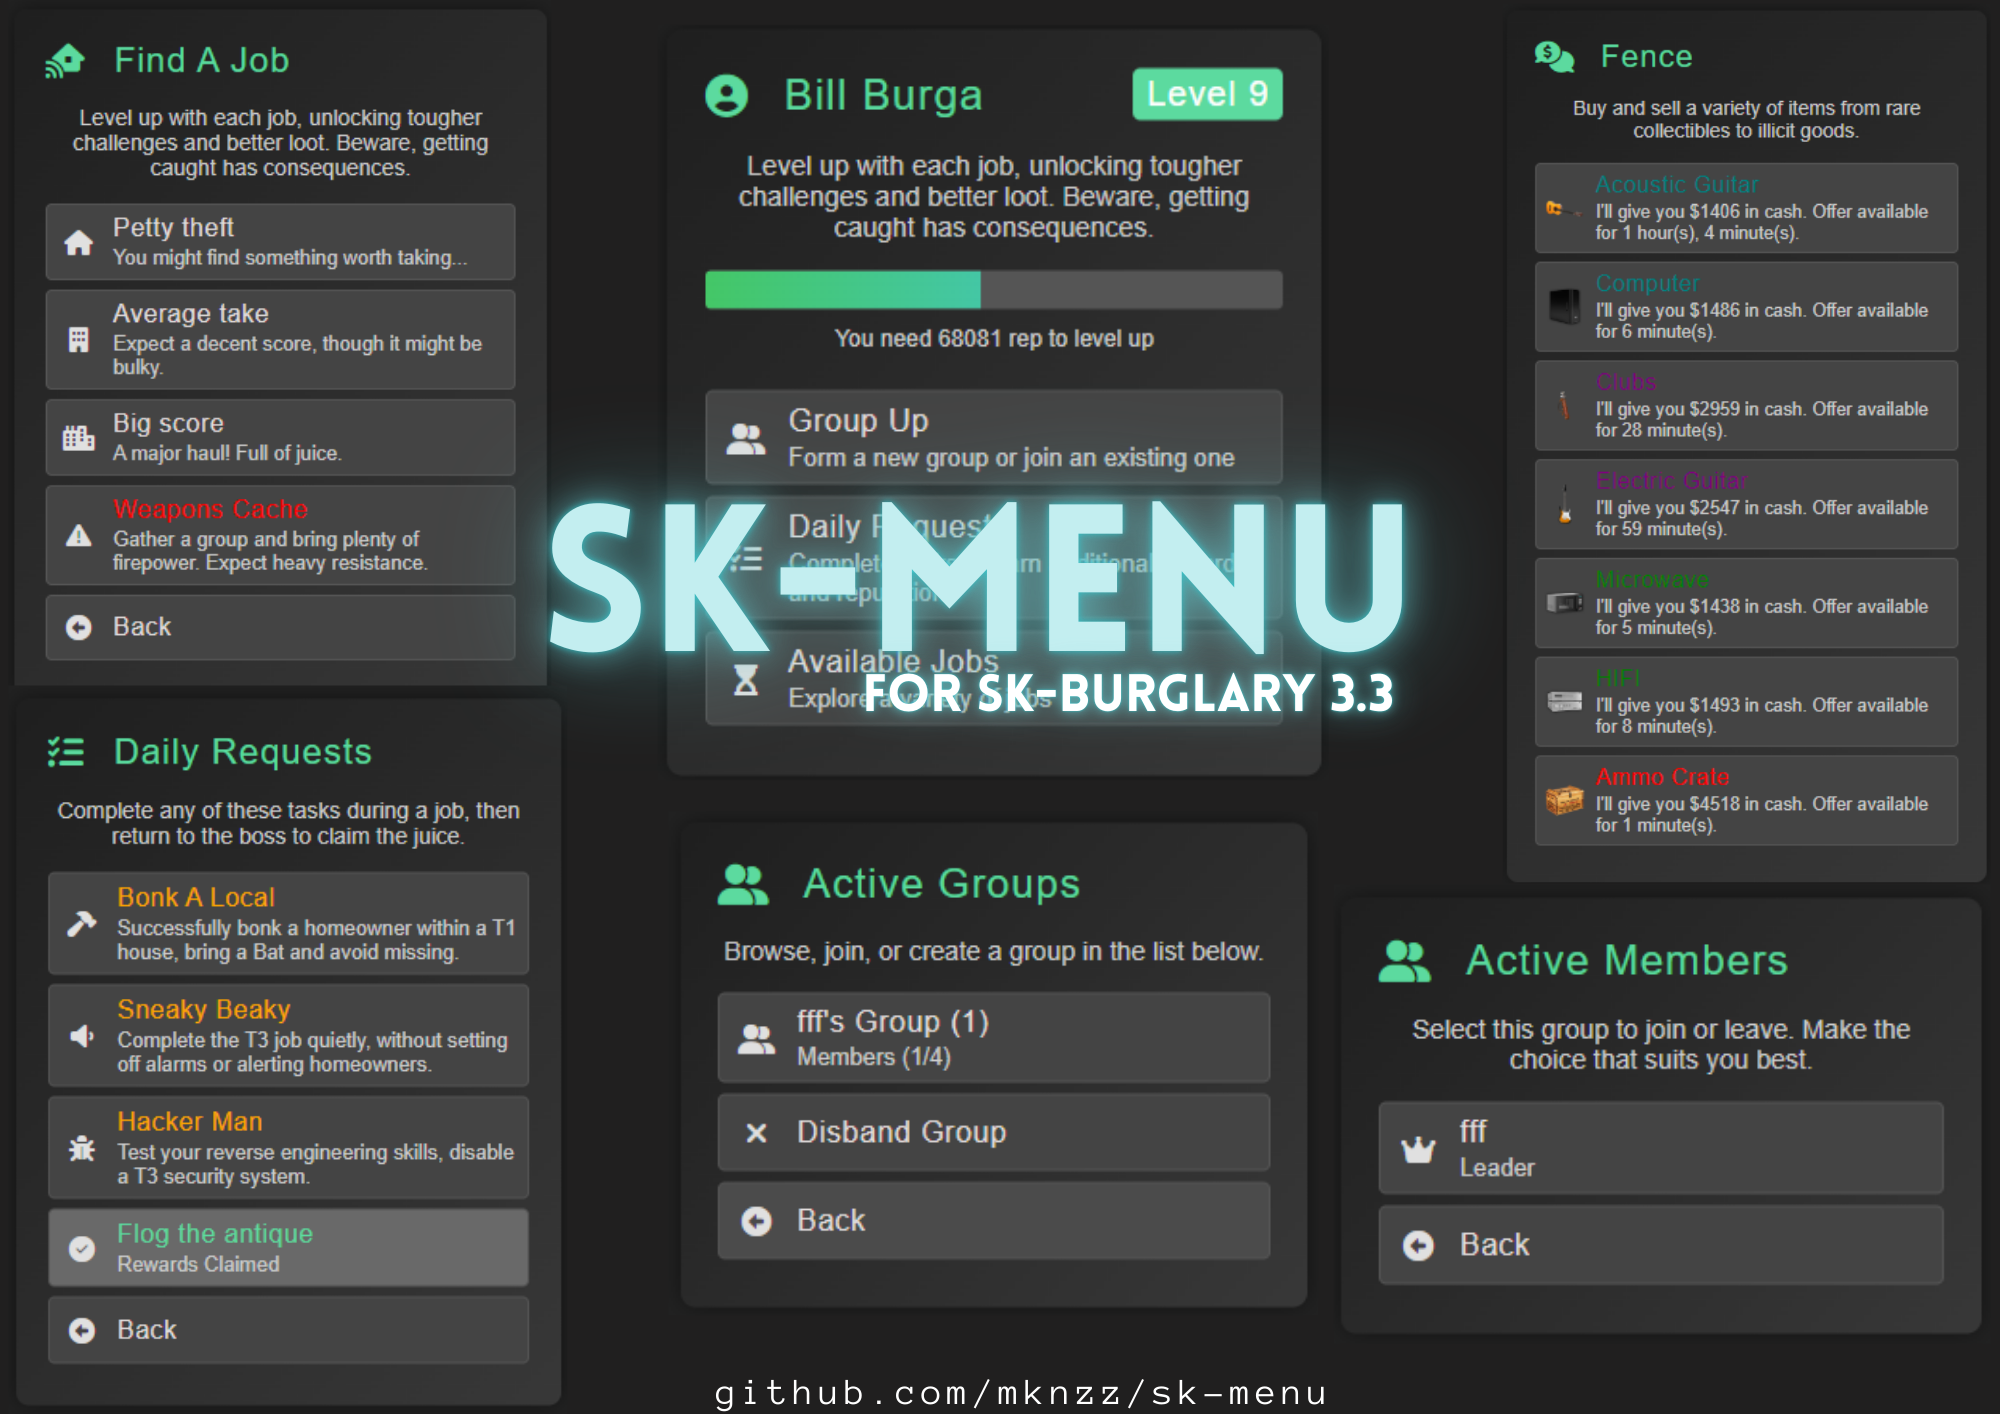 Find A Job
Level up with each job, unlocking tougher
challenges and better loot. Beware, getting
caught has consequences.
Petty theft
You might find something worth taking...
Average take
Expect a decent score, though it might be
bulky.
Big score
A major haul! Full of juice.
Weapons Cache
Gather a group and bring plenty of
firepower. Expect heavy resistance.
Back
Daily Requests
Complete any of these tasks during a job, then
return to the boss to claim the juice.
Bonk A Local
Successfully bonk a homeowner within a T1
house, bring a Bat and avoid missing.
Sneaky Beaky
Complete the T3 job quietly, without setting
off alarms or alerting homeowners.
Hacker Man
Test your reverse engineering skills, disable
a T3 security system.
Flog the antique
Rewards Claimed
Back
Bill Burga
Level 9
Level up with each job, unlocking tougher
challenges and better loot. Beware, getting
caught has consequences.
You need 68081 rep to level up
Group Up
Form a new group or join an existing one
Daily
and
Available Jobs
Explore a variety of jobs
SK-MENU
FOR SK-BURGLARY 3.3
Active Groups
Browse, join, or create a group in the list below.
fff's Group (1)
Members (1/4)
Disband Group
Back
Fence
Buy and sell a variety of items from rare
collectibles to illicit goods.
Acoustic Guitar
I'll give you $1406 in cash. Offer available
for 1 hour(s), 4 minute(s).
Computer
I'll give you $1486 in cash. Offer available
for 6 minute(s).
Clubs
I'll give you $2959 in cash. Offer available
for 28 minute(s).
Electric Guitar
I'll give you $2547 in cash. Offer available
for 59 minute(s).
Microwave
I'll give you $1438 in cash. Offer available
for 5 minute(s).
HIFI
I'll give you $1493 in cash. Offer available
for 8 minute(s).
Ammo Crate
I'll give you $4518 in cash. Offer available
for 1 minute(s).
Active Members
Select this group to join or leave. Make the
choice that suits you best.
fff
Leader
Back
github.com/mknzz/sk-menu